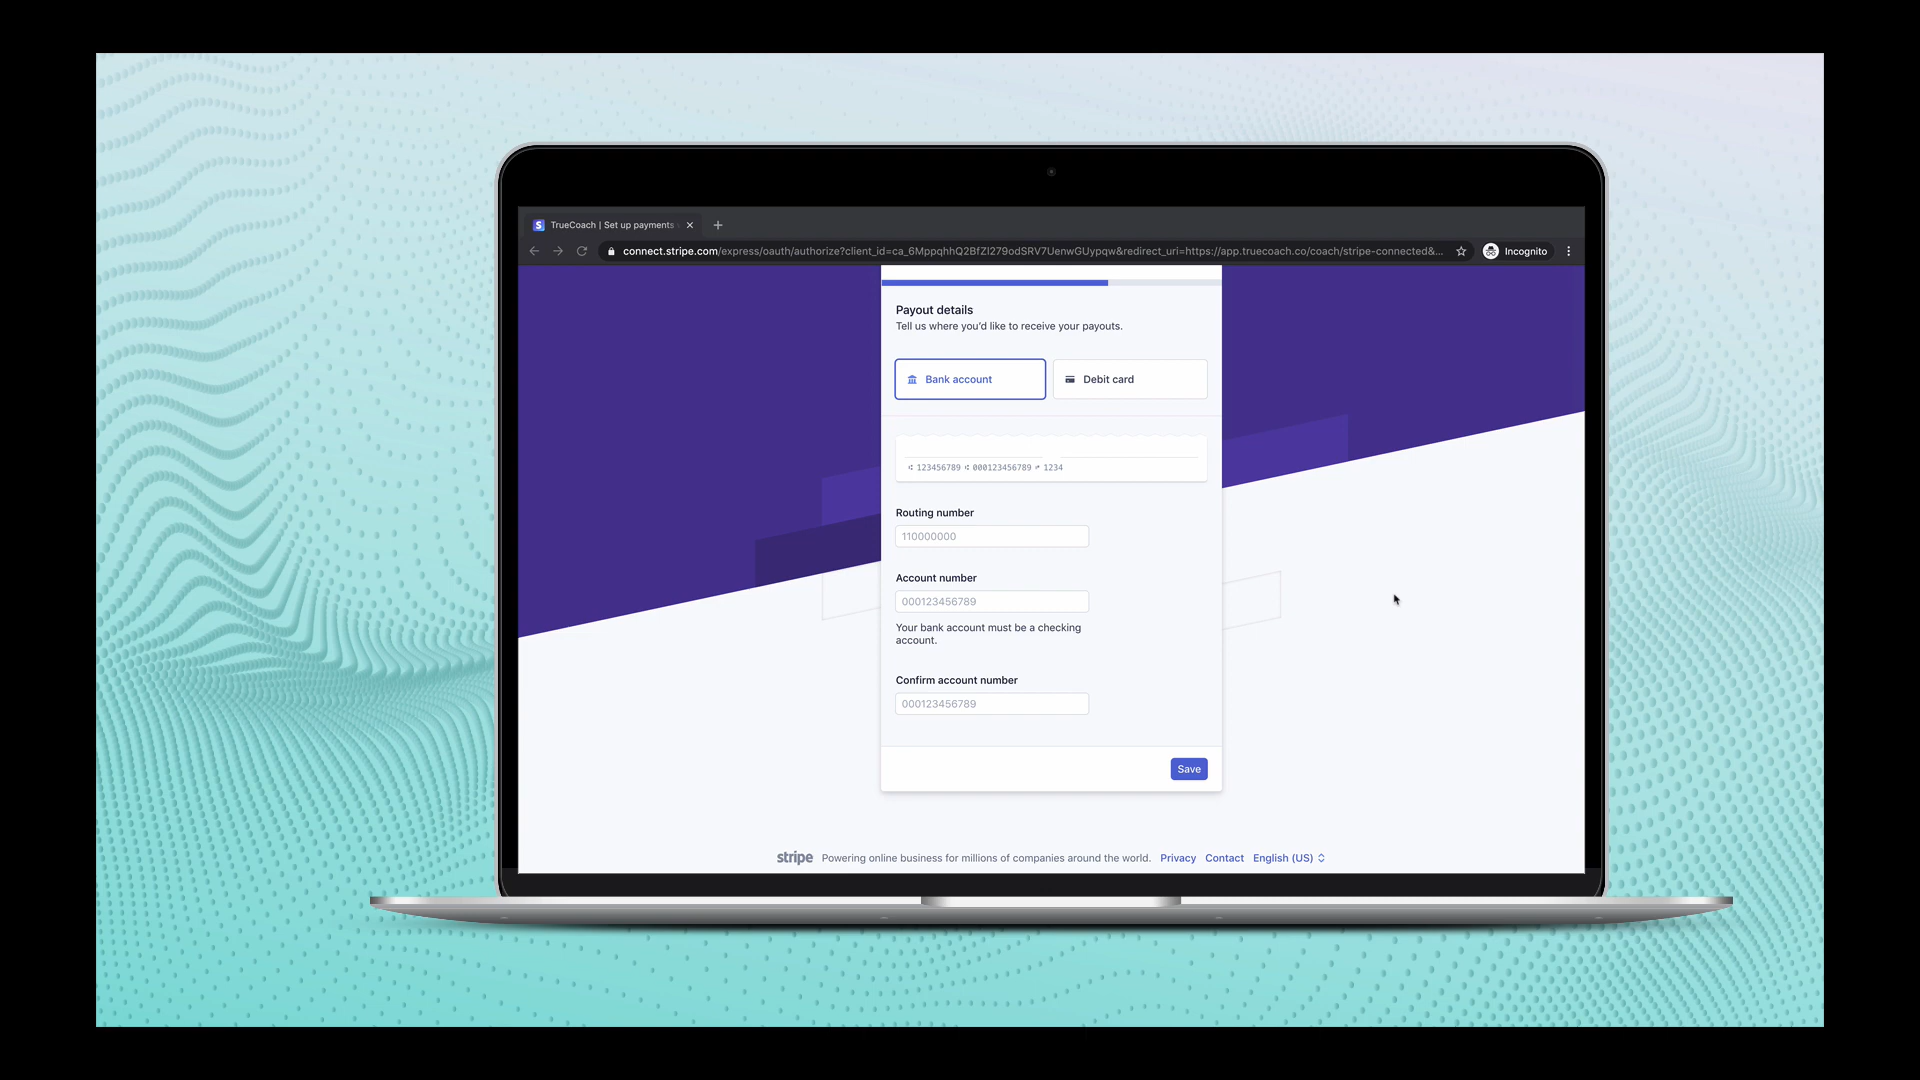 TrueCoach | Set up payments
connect.stripe.com/express/oauth/authorize?client_id=ca_6MppqhhQ2BfZI279odSRV7UenwGUypqw&redirect_uri=https://app.truecoach.co/coach/stripe-connected&...
Incognito
Payout details
Tell us where you'd like to receive your payouts.
Bank account
Debit card
⑆ 123456789 ⑆ 000123456789 ⑈ 1234
Routing number
110000000
Account number
000123456789
Your bank account must be a checking
account.
Confirm account number
000123456789
Save
stripe Powering online business for millions of companies around the world. Privacy Contact English (US)